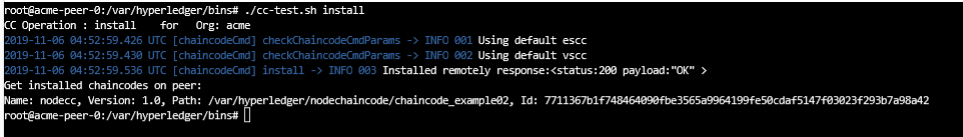 root@acme-peer-0:/var/hyperledger/bins# ./cc-test.sh install
CC Operation : install    for   Org: acme
2019-11-06 04:52:59.426 UTC [chaincodeCmd] checkChaincodeCmdParams -> INFO 001 Using default escc
2019-11-06 04:52:59.430 UTC [chaincodeCmd] checkChaincodeCmdParams -> INFO 002 Using default vscc
2019-11-06 04:52:59.536 UTC [chaincodeCmd] install -> INFO 003 Installed remotely response:<status:200 payload:"OK" >
Get installed chaincodes on peer:
Name: nodecc, Version: 1.0, Path: /var/hyperledger/nodechaincode/chaincode_example02, Id: 7711367b1f748464090fbe3565a9964199fe50cdaf5147f03023f293b7a98a42
root@acme-peer-0:/var/hyperledger/bins#